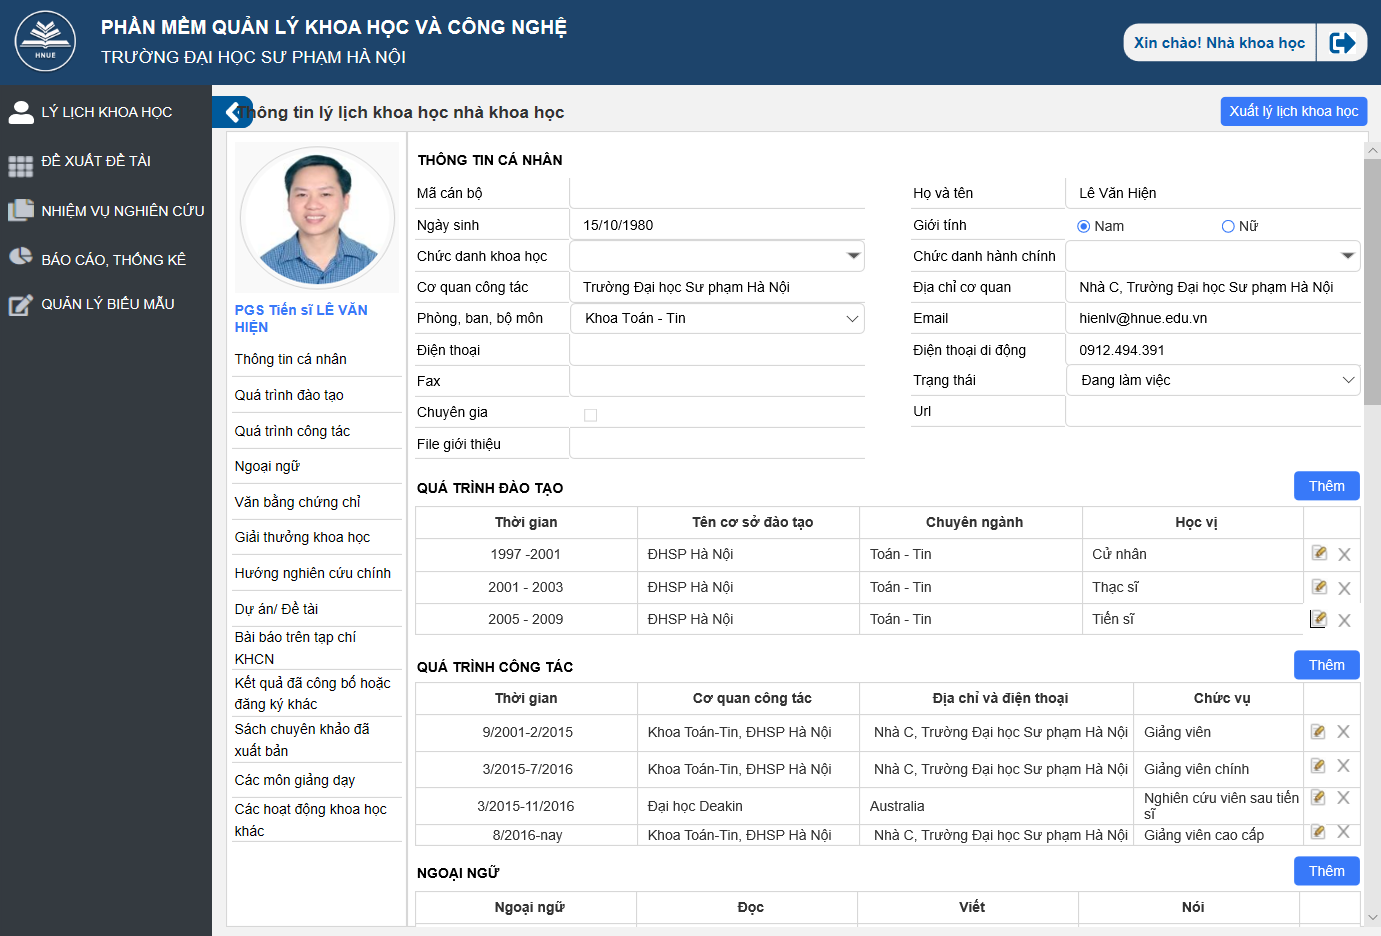 HNUE
PHẦN MỀM QUẢN LÝ KHOA HỌC VÀ CÔNG NGHỆ
TRƯỜNG ĐẠI HỌC SƯ PHẠM HÀ NỘI
Xin chào! Nhà khoa học
LÝ LỊCH KHOA HỌC
ĐỀ XUẤT ĐỀ TÀI
NHIỆM VỤ NGHIÊN CỨU
BÁO CÁO, THỐNG KÊ
QUẢN LÝ BIỂU MẪU
Thông tin lý lịch khoa học nhà khoa học
Xuất lý lịch khoa học
PGS Tiến sĩ LÊ VĂN
HIỆN
Thông tin cá nhân
Quá trình đào tạo
Quá trình công tác
Ngoại ngữ
Văn bằng chứng chỉ
Giải thưởng khoa học
Hướng nghiên cứu chính
Dự án/ Đề tài
Bài báo trên tạp chí
KHCN
Kết quả đã công bố hoặc
đăng ký khác
Sách chuyên khảo đã
xuất bản
Các môn giảng dạy
Các hoạt động khoa học
khác
THÔNG TIN CÁ NHÂN
Mã cán bộ
Họ và tên Lê Văn Hiện
Ngày sinh 15/10/1980
Giới tính Nam Nữ
Chức danh khoa học
Chức danh hành chính
Cơ quan công tác Trường Đại học Sư phạm Hà Nội
Địa chỉ cơ quan Nhà C, Trường Đại học Sư phạm Hà Nội
Phòng, ban, bộ môn Khoa Toán - Tin
Email hienlv@hnue.edu.vn
Điện thoại
Điện thoại di động 0912.494.391
Fax
Trạng thái Đang làm việc
Chuyên gia
Url
File giới thiệu
QUÁ TRÌNH ĐÀO TẠO Thêm
Thời gian Tên cơ sở đào tạo Chuyên ngành Học vị
1997 -2001 ĐHSP Hà Nội Toán - Tin Cử nhân X
2001 - 2003 ĐHSP Hà Nội Toán - Tin Thạc sĩ X
2005 - 2009 ĐHSP Hà Nội Toán - Tin Tiến sĩ X
QUÁ TRÌNH CÔNG TÁC Thêm
Thời gian Cơ quan công tác Địa chỉ và điện thoại Chức vụ
9/2001-2/2015 Khoa Toán-Tin, ĐHSP Hà Nội Nhà C, Trường Đại học Sư phạm Hà Nội Giảng viên X
3/2015-7/2016 Khoa Toán-Tin, ĐHSP Hà Nội Nhà C, Trường Đại học Sư phạm Hà Nội Giảng viên chính X
3/2015-11/2016 Đại học Deakin Australia Nghiên cứu viên sau tiến X
sĩ
8/2016-nay Khoa Toán-Tin, ĐHSP Hà Nội Nhà C, Trường Đại học Sư phạm Hà Nội Giảng viên cao cấp X
NGOẠI NGỮ Thêm
Ngoại ngữ Đọc Viết Nói